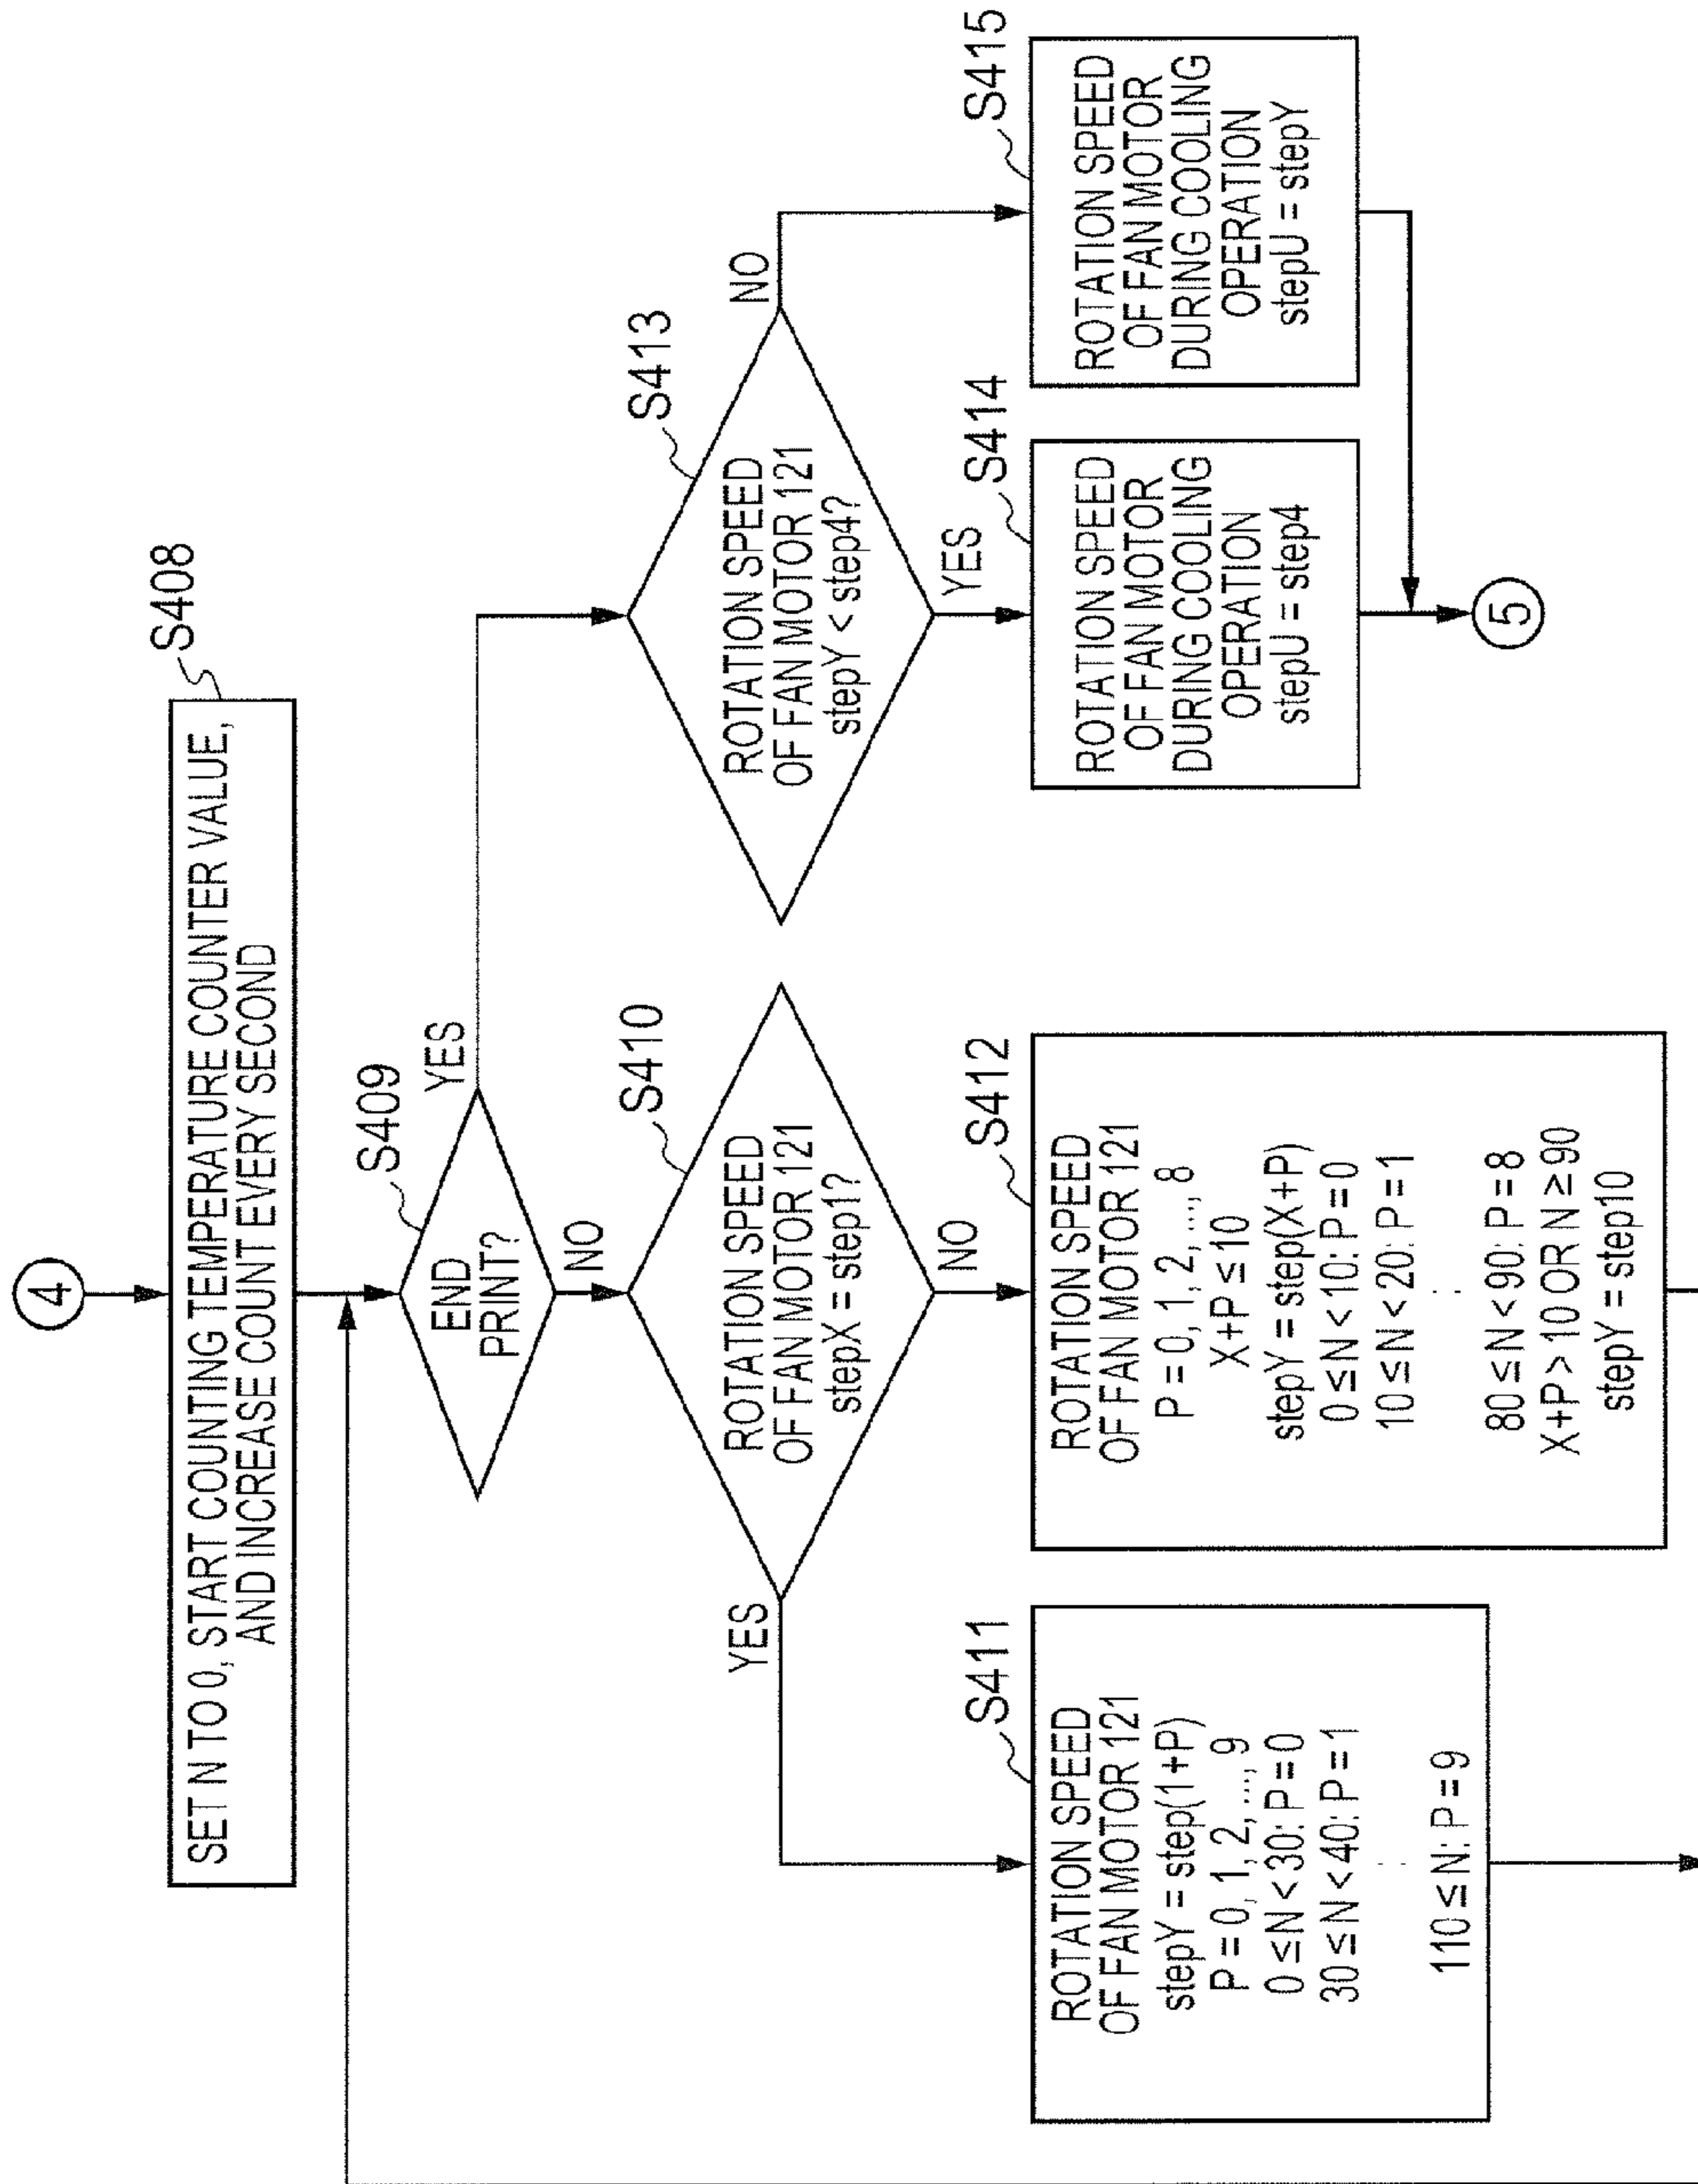 4
S408
SET N TO 0, START COUNTING TEMPERATURE COUNTER VALUE,
AND INCREASE COUNT EVERY SECOND
S409
END
PRINT?
YES
NO
S410
ROTATION SPEED
OF FAN MOTOR 121
stepX = step1?
YES
NO
S411
ROTATION SPEED
OF FAN MOTOR 121
stepY = step(1+P)
P = 0, 1, 2, ..., 9
0 ≤ N < 30: P = 0
30 ≤ N < 40: P = 1
⋮
110 ≤ N: P = 9
S412
ROTATION SPEED
OF FAN MOTOR 121
P = 0, 1, 2, ..., 8
X+P ≤ 10
stepY = step(X+P)
0 ≤ N < 10: P = 0
10 ≤ N < 20: P = 1
⋮
80 ≤ N < 90: P = 8
X+P > 10 OR N ≥ 90
stepY = step10
S413
ROTATION SPEED
OF FAN MOTOR 121
stepY < step4?
NO
YES
S414
ROTATION SPEED
OF FAN MOTOR
DURING COOLING
OPERATION
stepU = step4
S415
ROTATION SPEED
OF FAN MOTOR
DURING COOLING
OPERATION
stepU = stepY
5